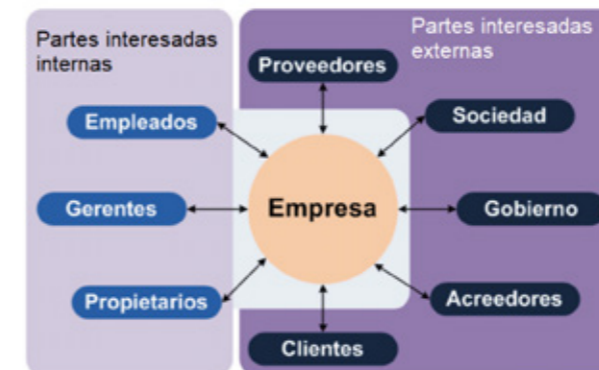 Partes interesadas
internas
Partes interesadas
externas
Proveedores
Empleados
Sociedad
Gerentes
Empresa
Gobierno
Propietarios
Acreedores
Clientes